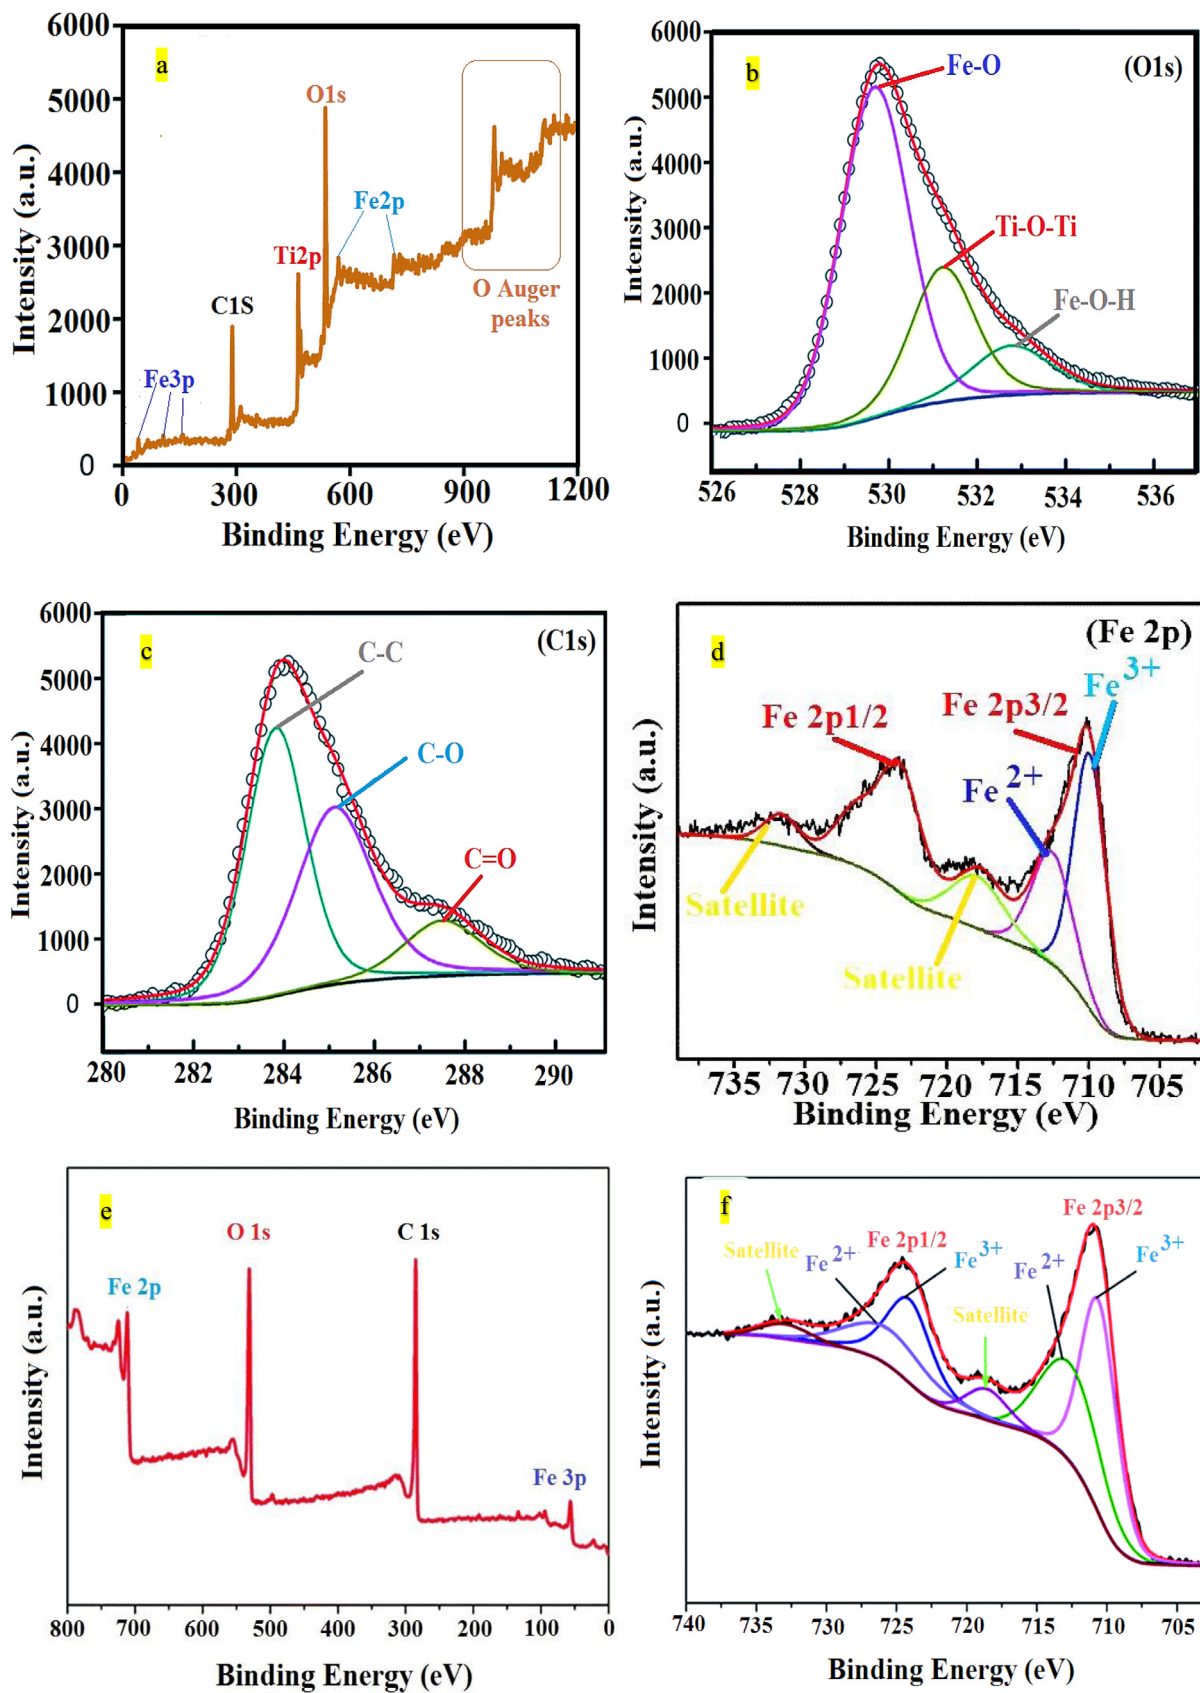 a
6000
5000
4000
3000
2000
1000
0
Intensity (a.u.)
O1s
Fe2p
Ti2p
C1S
Fe3p
O Auger
peaks
0 300 600 900 1200
Binding Energy (eV)
b
(O1s)
6000
5000
4000
3000
2000
1000
0
Intensity (a.u.)
Fe-O
Ti-O-Ti
Fe-O-H
526 528 530 532 534 536
Binding Energy (eV)
c
(C1s)
6000
5000
4000
3000
2000
1000
0
Intensity (a.u.)
C-C
C-O
C=O
280 282 284 286 288 290
Binding Energy (eV)
d
(Fe 2p)
Intensity (a.u.)
Fe 3+
Fe 2p3/2
Fe 2p1/2
Fe 2+
Satellite
Satellite
735 730 725 720 715 710 705
Binding Energy (eV)
e
Intensity (a.u.)
O 1s
C 1s
Fe 2p
Fe 3p
800 700 600 500 400 300 200 100 0
Binding Energy (eV)
f
Intensity (a.u.)
Fe 2p3/2
Satellite
Fe 2+
Fe 2p1/2
Fe 3+
Fe 2+
Fe 3+
Satellite
740 735 730 725 720 715 710 705
Binding Energy (eV)